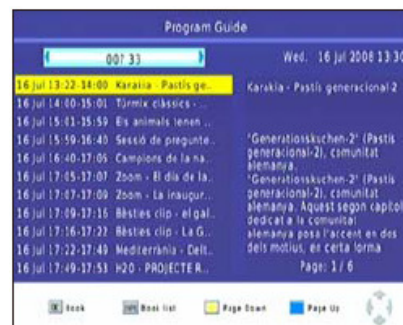 Program Guide
007 33
Wed. 16 Jul 2008 13:30
16 Jul 13:22-14:00 Karakia - Pastís ge..
16 Jul 14:00-15:01 Túrmix clàssics - ..
16 Jul 15:01-15:59 Els animals tenen ..
16 Jul 15:59-16:40 Sessió de pregunte..
16 Jul 16:40-17:05 Campions de la na..
16 Jul 17:05-17:07 Zoom - El dia de la..
16 Jul 17:07-17:09 Zoom - La inaugur..
16 Jul 17:09-17:16 Bèsties clip - el gal..
16 Jul 17:16-17:22 Bèsties clip - La G..
16 Jul 17:22-17:49 Mediterrània - Delt..
16 Jul 17:49-17:53 H2O - PROJECTE R..
Karakia - Pastís generacional-2
"Generationskuchen-2" (Pastís
generacional-2), comunitat
alemanya.
"Generationskuchen-2" (Pastís
generacional-2), comunitat
alemanya. Aquest segon capítol
dedicat a la comunitat
alemanya posa l'accent en dos
dels motius, en certa forma
Page: 1 / 6
OK Book
Book list
Page Down
Page Up